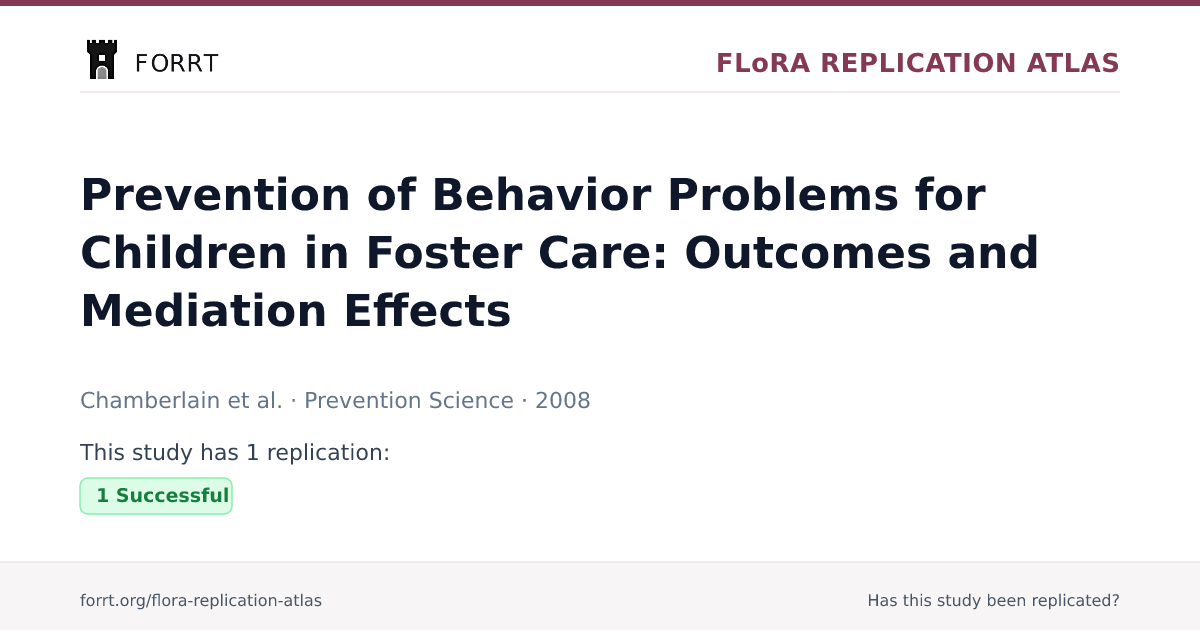 FORRT
FLoRA REPLICATION ATLAS
Prevention of Behavior Problems for
Children in Foster Care: Outcomes and
Mediation Effects
Chamberlain et al. · Prevention Science · 2008
This study has 1 replication:
1 Successful
forrt.org/flora-replication-atlas
Has this study been replicated?